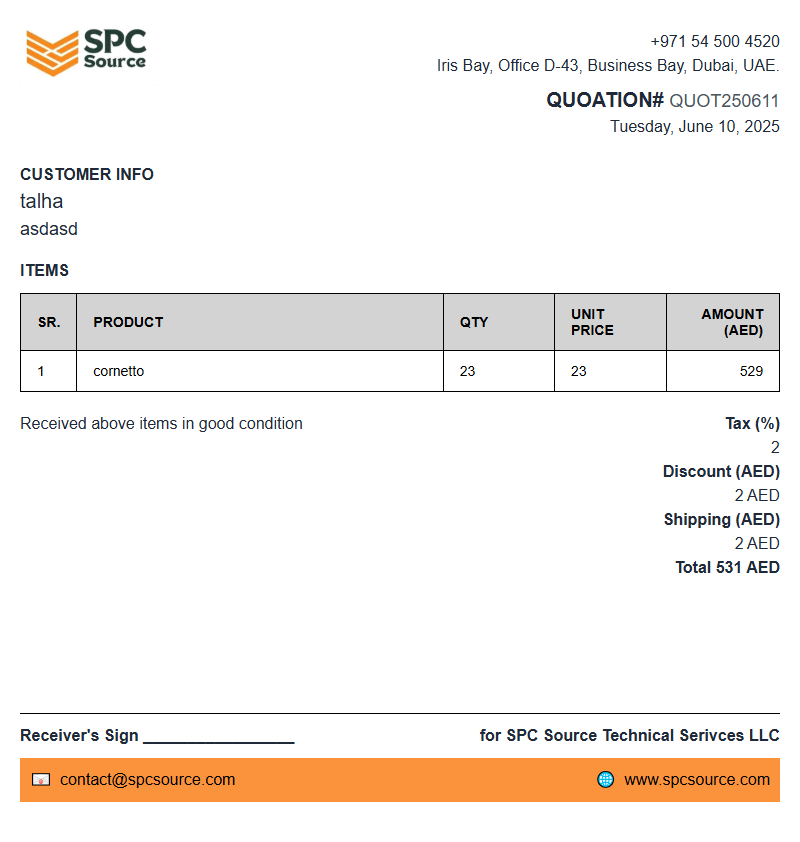 SPC
Source
+971 54 500 4520
Iris Bay, Office D-43, Business Bay, Dubai, UAE.
QUOATION# QUOT250611
Tuesday, June 10, 2025
CUSTOMER INFO
talha
asdasd
ITEMS
SR. PRODUCT QTY UNIT PRICE AMOUNT (AED)
1 cornetto 23 23 529
Received above items in good condition
Tax (%)
2
Discount (AED)
2 AED
Shipping (AED)
2 AED
Total 531 AED
Receiver's Sign _________________ for SPC Source Technical Serivces LLC
contact@spcsource.com www.spcsource.com